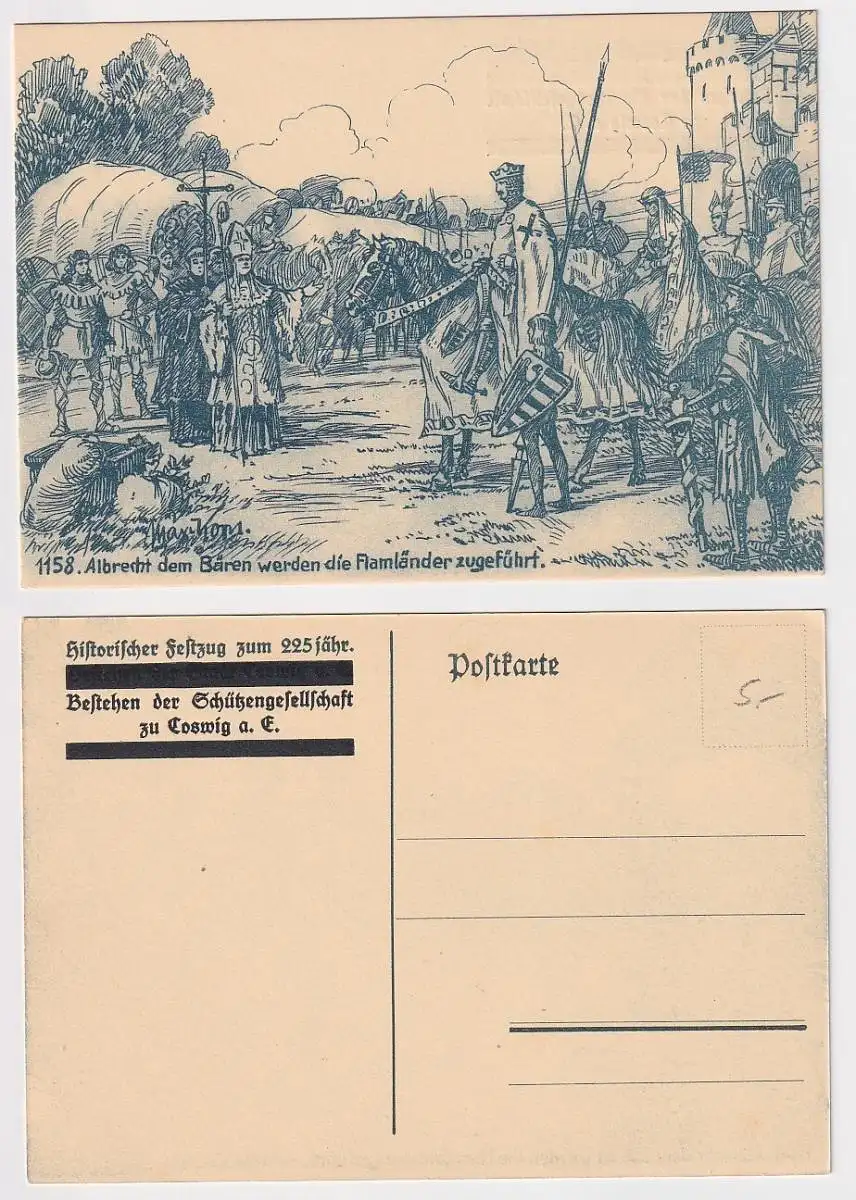 Max Korn.
1158. Albrecht dem Bären werden die Flamländer zugeführt.
Historischer Festzug zum 225jähr.
Bestehen der Schützengesellschaft
zu Coswig a. E.
Postkarte
5,-